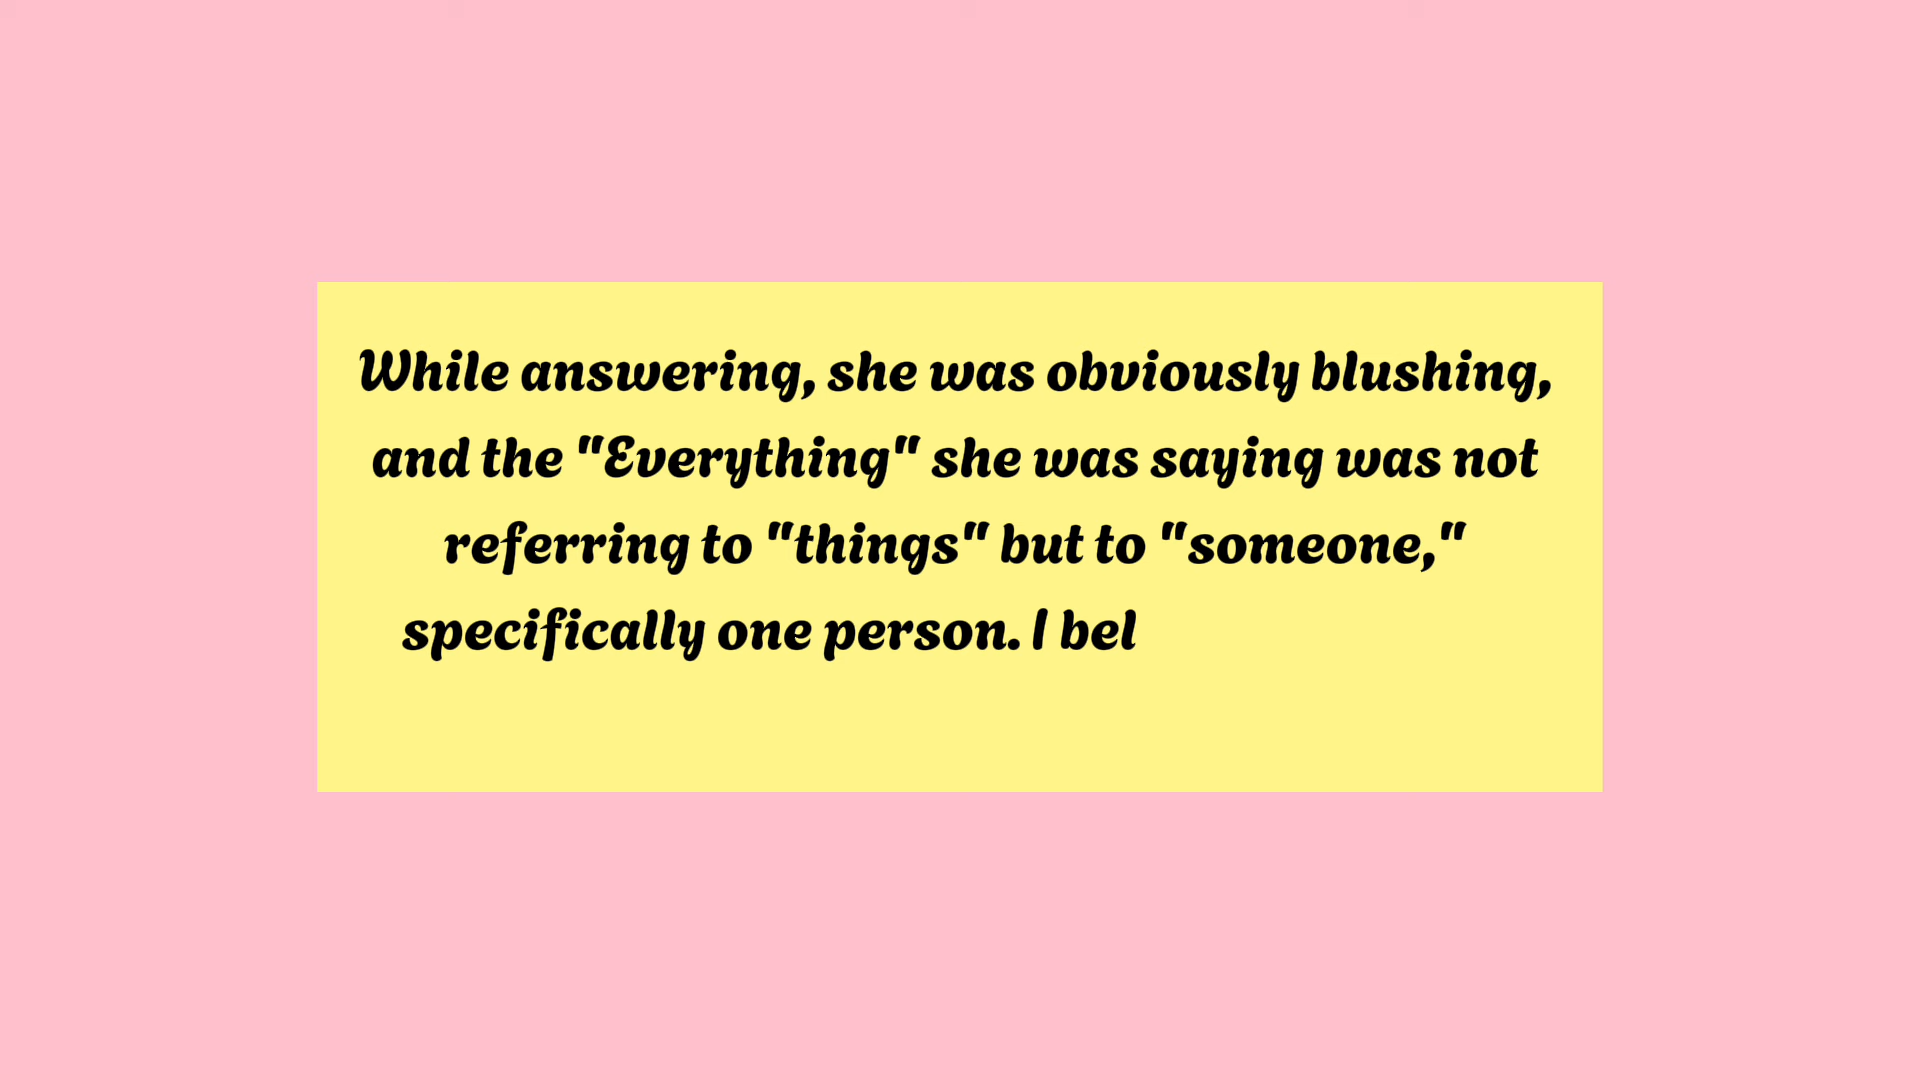 While answering, she was obviously blushing,
and the "Everything" she was saying was not
referring to "things" but to "someone,"
specifically one person. I bel